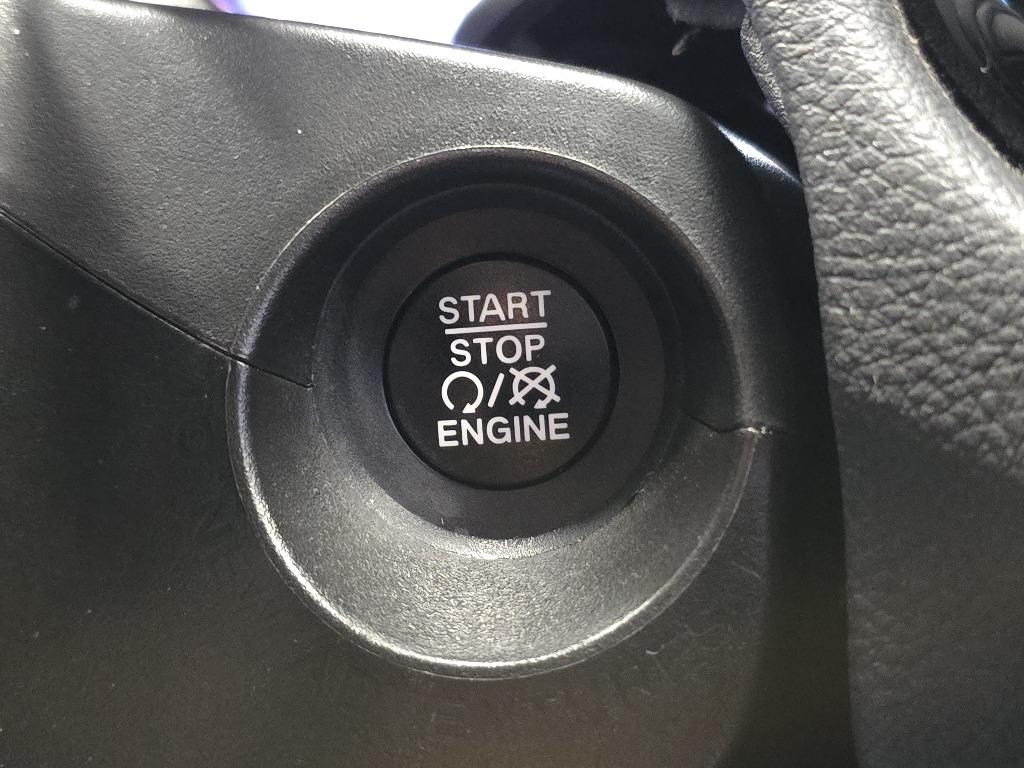 START
STOP
/
ENGINE